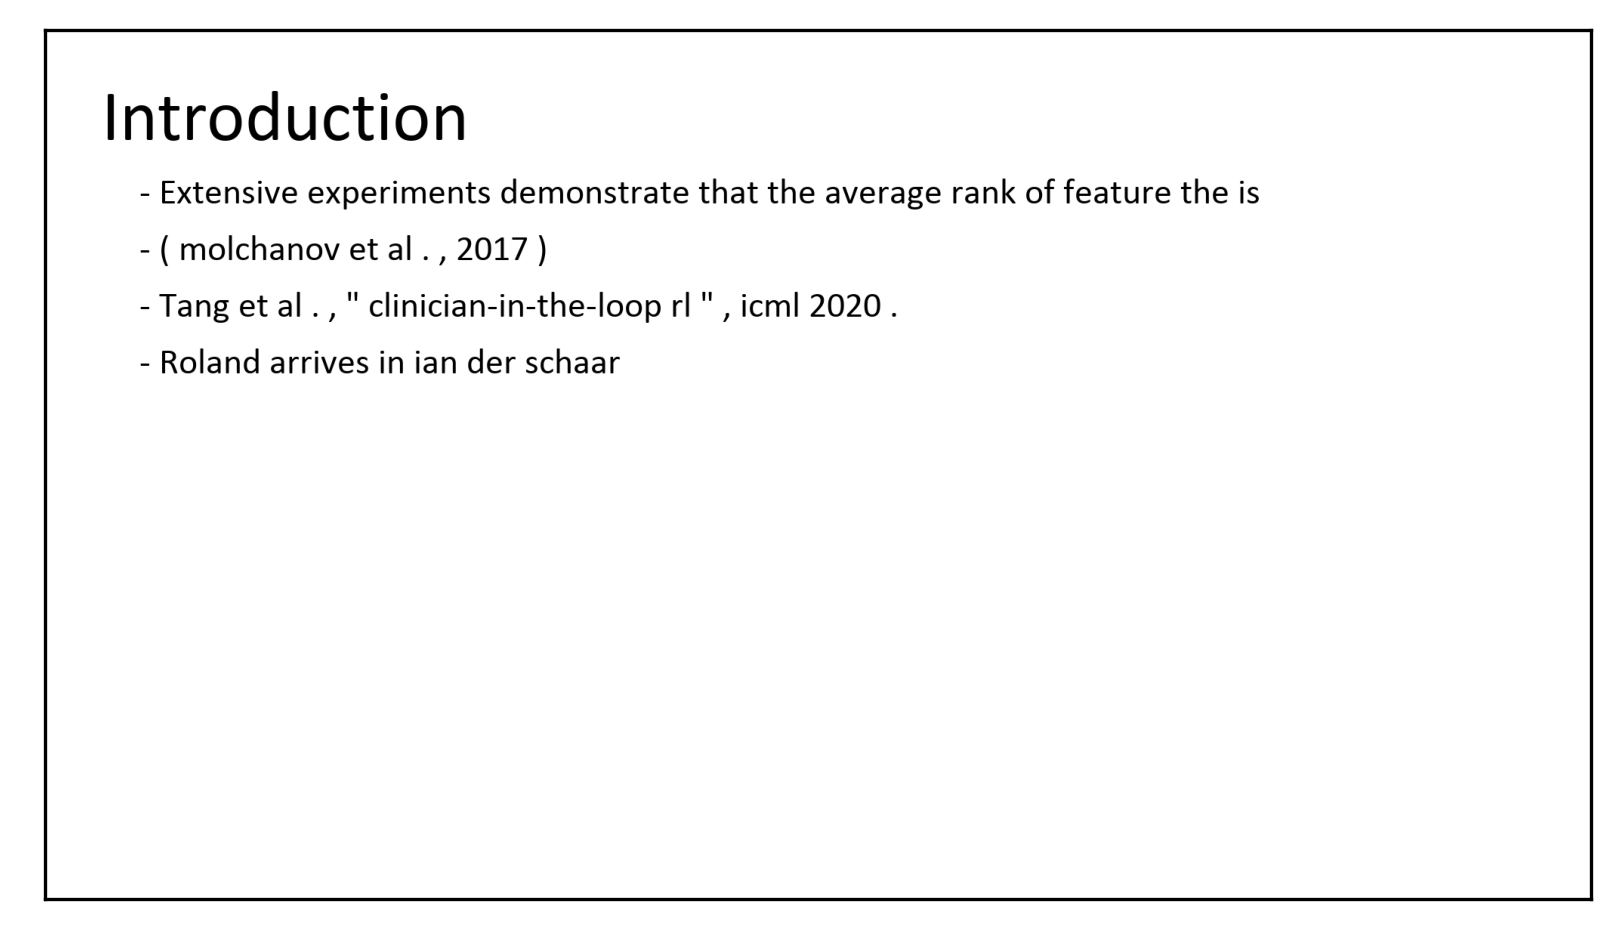 Introduction
- Extensive experiments demonstrate that the average rank of feature the is
- ( molchanov et al . , 2017 )
- Tang et al . , " clinician-in-the-loop rl " , icml 2020 .
- Roland arrives in ian der schaar